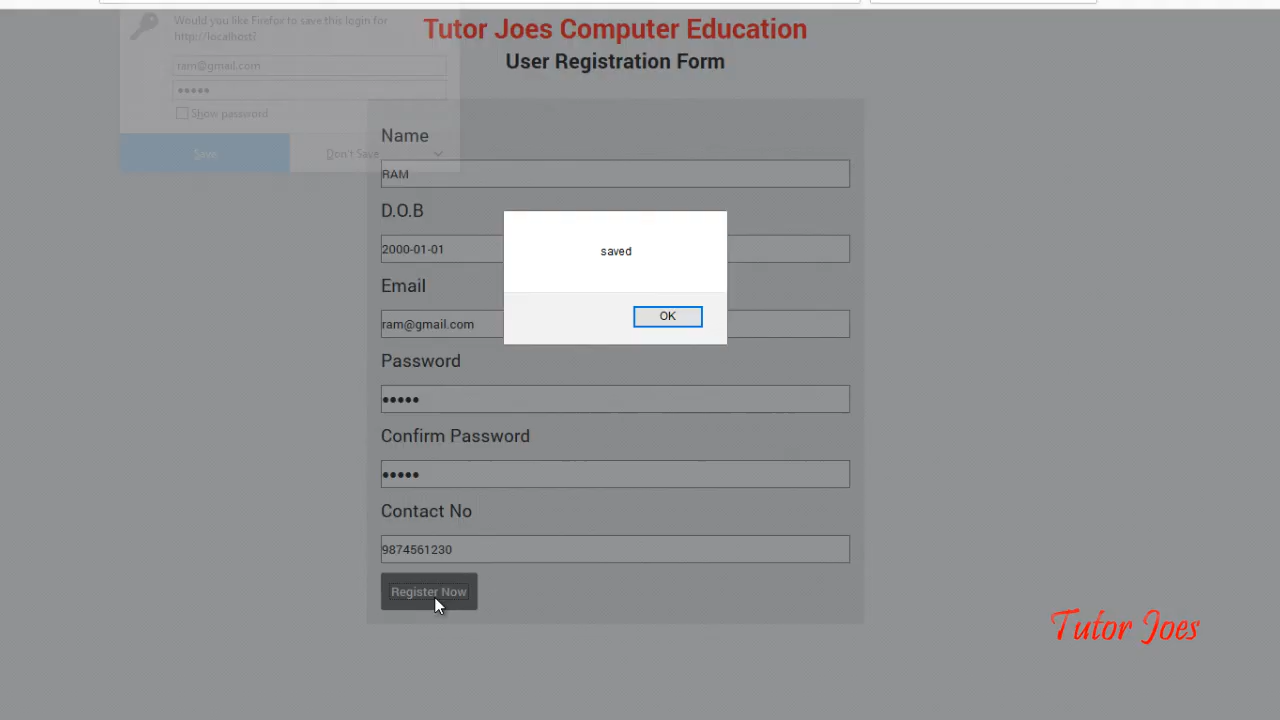 Would you like Firefox to save this login for
http://localhost?
ram@gmail.com
•••••
Show password
Save
Don't Save
Tutor Joes Computer Education
User Registration Form
Name
RAM
D.O.B
2000-01-01
Email
ram@gmail.com
saved
OK
Password
•••••
Confirm Password
•••••
Contact No
9874561230
Register Now
Tutor Joes